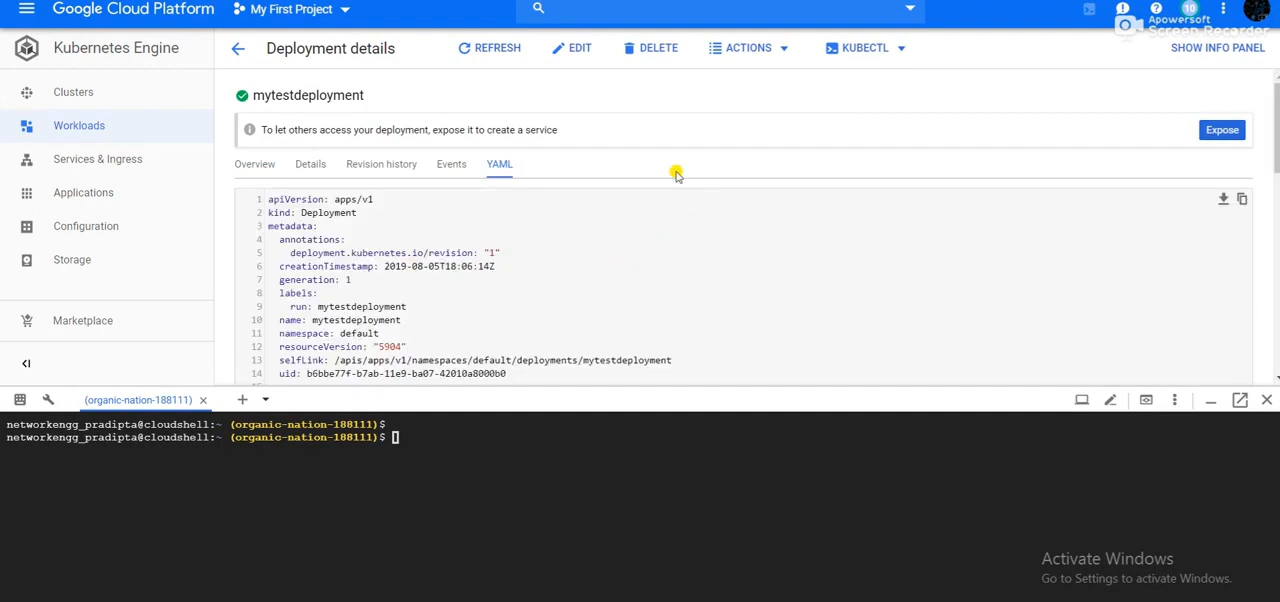 Google Cloud Platform
My First Project
10
Apowersoft
Screen Recorder
Kubernetes Engine
Deployment details
REFRESH
EDIT
DELETE
ACTIONS
KUBECTL
SHOW INFO PANEL
Clusters
Workloads
Services & Ingress
Applications
Configuration
Storage
Marketplace
mytestdeployment
To let others access your deployment, expose it to create a service
Expose
Overview
Details
Revision history
Events
YAML
1 apiVersion: apps/v1
2 kind: Deployment
3 metadata:
4 annotations:
5 deployment.kubernetes.io/revision: "1"
6 creationTimestamp: 2019-08-05T18:06:14Z
7 generation: 1
8 labels:
9 run: mytestdeployment
10 name: mytestdeployment
11 namespace: default
12 resourceVersion: "5904"
13 selfLink: /apis/apps/v1/namespaces/default/deployments/mytestdeployment
14 uid: b6bbe77f-b7ab-11e9-ba07-42010a8000b0
(organic-nation-188111)
networkengg_pradipta@cloudshell:~ (organic-nation-188111)$
networkengg_pradipta@cloudshell:~ (organic-nation-188111)$
Activate Windows
Go to Settings to activate Windows.